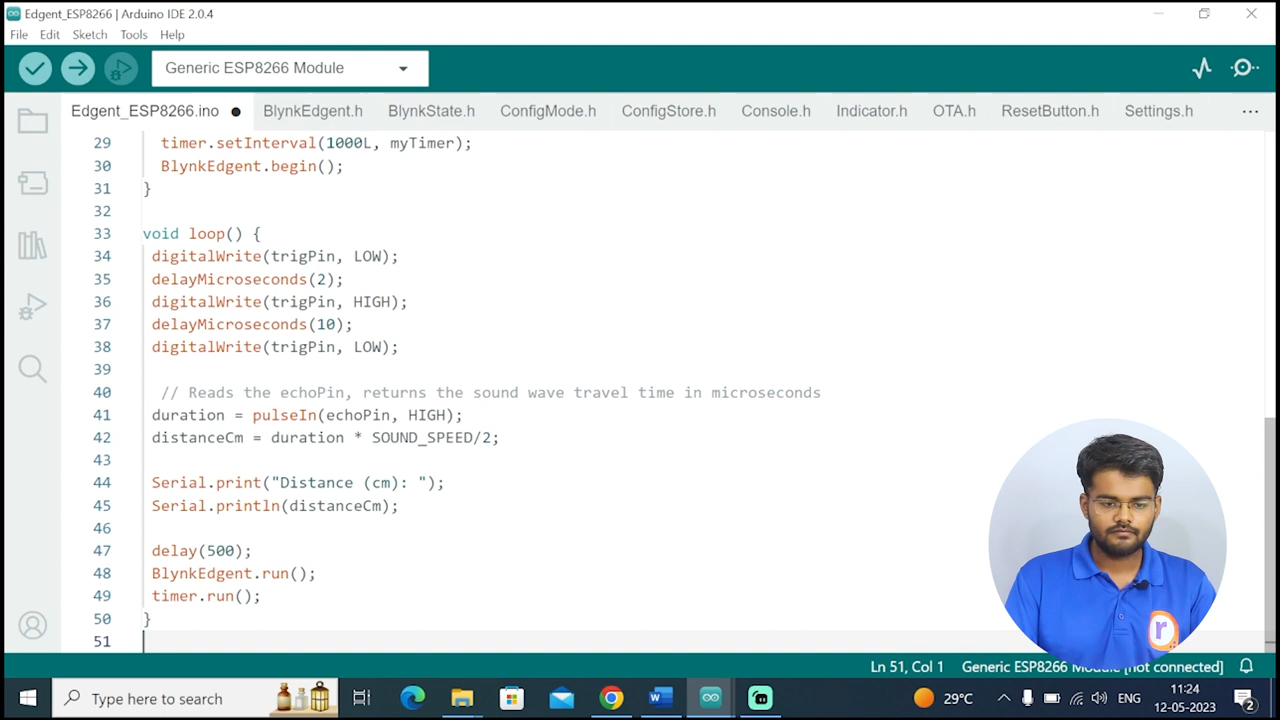 Edgent_ESP8266 | Arduino IDE 2.0.4
File Edit Sketch Tools Help
Generic ESP8266 Module
Edgent_ESP8266.ino BlynkEdgent.h BlynkState.h ConfigMode.h ConfigStore.h Console.h Indicator.h OTA.h ResetButton.h Settings.h ...
29 timer.setInterval(1000L, myTimer);
30 BlynkEdgent.begin();
31 }
32
33 void loop() {
34 digitalWrite(trigPin, LOW);
35 delayMicroseconds(2);
36 digitalWrite(trigPin, HIGH);
37 delayMicroseconds(10);
38 digitalWrite(trigPin, LOW);
39
40 // Reads the echoPin, returns the sound wave travel time in microseconds
41 duration = pulseIn(echoPin, HIGH);
42 distanceCm = duration * SOUND_SPEED/2;
43
44 Serial.print("Distance (cm): ");
45 Serial.println(distanceCm);
46
47 delay(500);
48 BlynkEdgent.run();
49 timer.run();
50 }
51
r
Ln 51, Col 1 Generic ESP8266 Module [not connected]
Type here to search
29°C ENG 11:24
12-05-2023
2